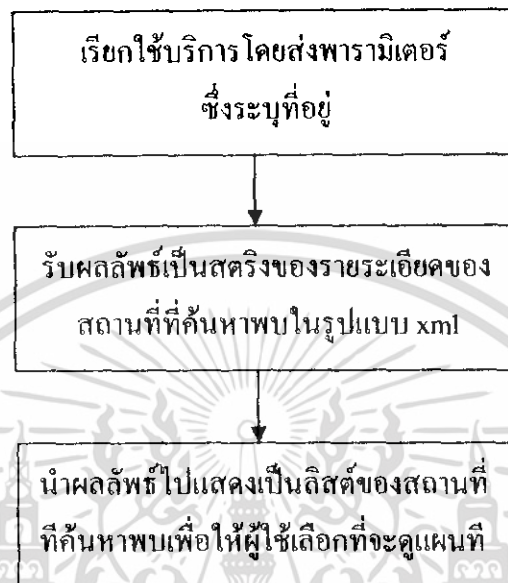 เรียกใช้บริการโดยส่งพารามิเตอร์
ซึ่งระบุที่อยู่
รับผลลัพธ์เป็นสตริงของรายระเอียดของ
สถานที่ที่ค้นหาพบในรูปแบบ xml
นำผลลัพธ์ไปแสดงเป็นลิสต์ของสถานที่
ที่ค้นหาพบเพื่อให้ผู้ใช้เลือกที่จะดูแผนที่